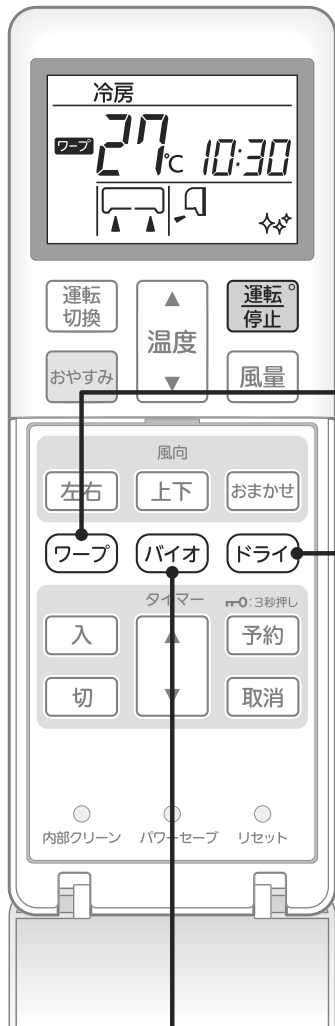 冷房
ワープ 27℃ 10:30
運転
切換
▲
温度
▼
運転
停止
おやすみ
風量
風向
左右
上下
おまかせ
ワープ
バイオ
ドライ
タイマー
:3秒押し
入
▲
▼
予約
切
取消
内部クリーン
パワーセーブ
リセット